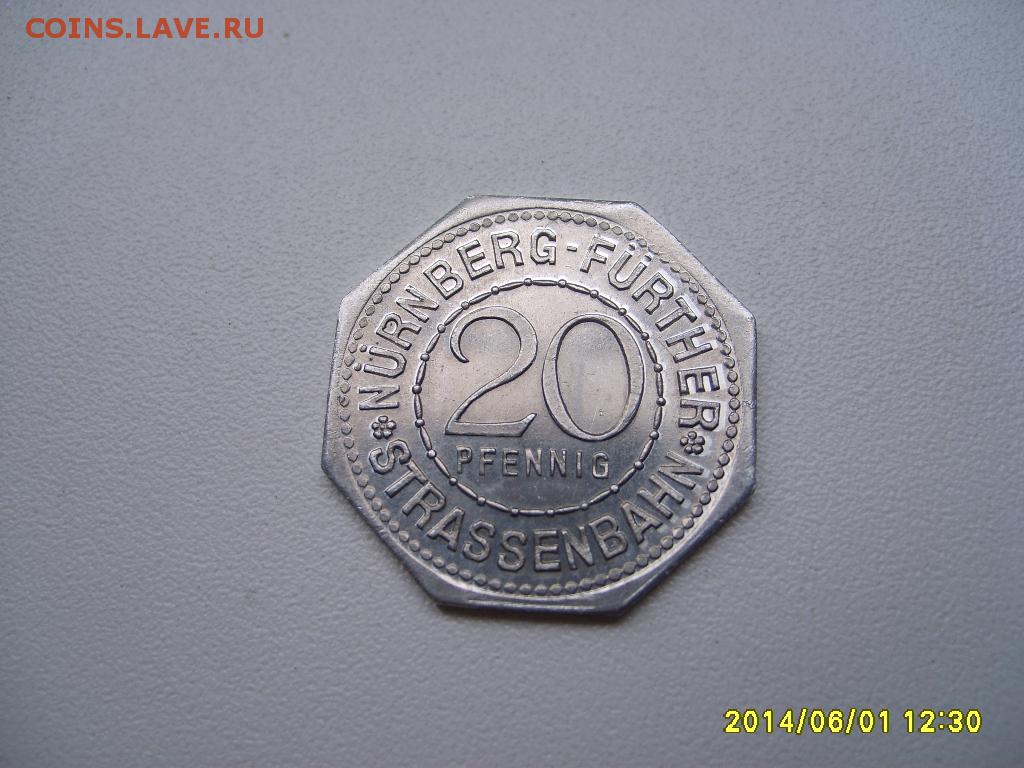 COINS.LAVE.RU
NÜRNBERG-FÜRTHER
20
PFENNIG
STRASSENBAHN
2014/06/01 12:30